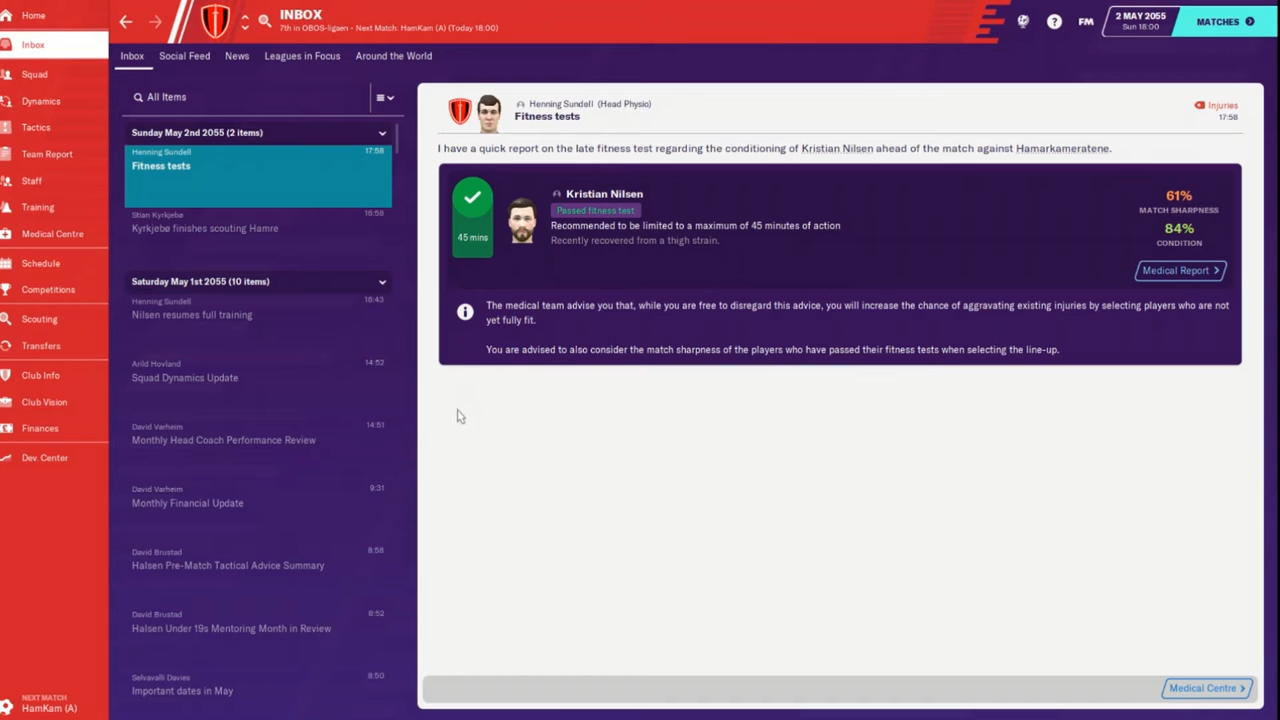 Home
Inbox
Squad
Dynamics
Tactics
Team Report
Staff
Training
Medical Centre
Schedule
Competitions
Scouting
Transfers
Club Info
Club Vision
Finances
Dev. Center
NEXT MATCH
HamKam (A)
INBOX
7th in OBOS-ligaen - Next Match: HamKam (A) (Today 18:00)
?
FM
2 MAY 2055
Sun 18:00
MATCHES
Inbox
Social Feed
News
Leagues in Focus
Around the World
All Items
Sunday May 2nd 2055 (2 items)
Henning Sundell 17:58
Fitness tests
Stian Kyrkjebø 16:58
Kyrkjebø finishes scouting Hamre
Saturday May 1st 2055 (10 items)
Henning Sundell 16:43
Nilsen resumes full training
Arild Hovland 14:52
Squad Dynamics Update
David Varheim 14:51
Monthly Head Coach Performance Review
David Varheim 9:31
Monthly Financial Update
David Brustad 8:58
Halsen Pre-Match Tactical Advice Summary
David Brustad 8:52
Halsen Under 19s Mentoring Month in Review
Selvavalli Davies 8:50
Important dates in May
Henning Sundell (Head Physio)
Fitness tests
Injuries
17:58
I have a quick report on the late fitness test regarding the conditioning of Kristian Nilsen ahead of the match against Hamarkameratene.
45 mins
Kristian Nilsen
Passed fitness test
Recommended to be limited to a maximum of 45 minutes of action
Recently recovered from a thigh strain.
61%
MATCH SHARPNESS
84%
CONDITION
Medical Report
The medical team advise you that, while you are free to disregard this advice, you will increase the chance of aggravating existing injuries by selecting players who are not
yet fully fit.
You are advised to also consider the match sharpness of the players who have passed their fitness tests when selecting the line-up.
Medical Centre